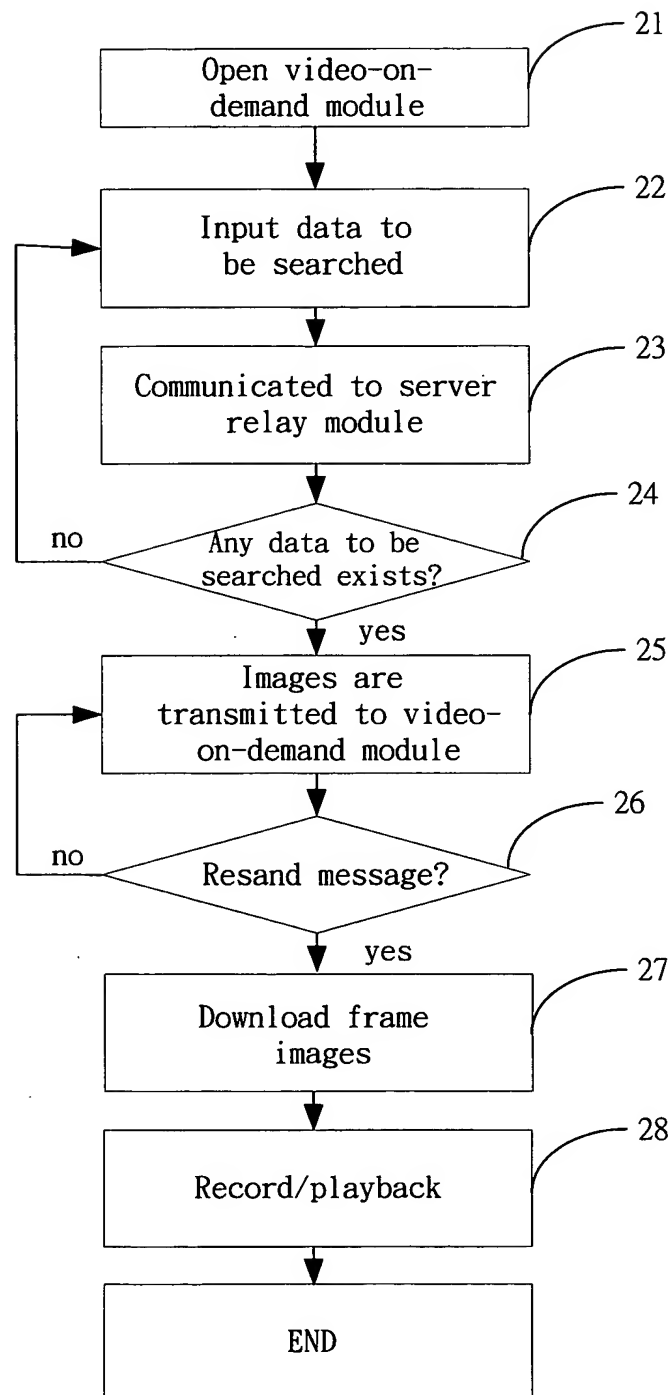 21
Open video-on-
demand module
22
Input data to
be searched
23
Communicated to server
relay module
24
no
Any data to be
searched exists?
yes
25
Images are
transmitted to video-
on-demand module
26
no
Resand message?
yes
27
Download frame
images
28
Record/playback
END